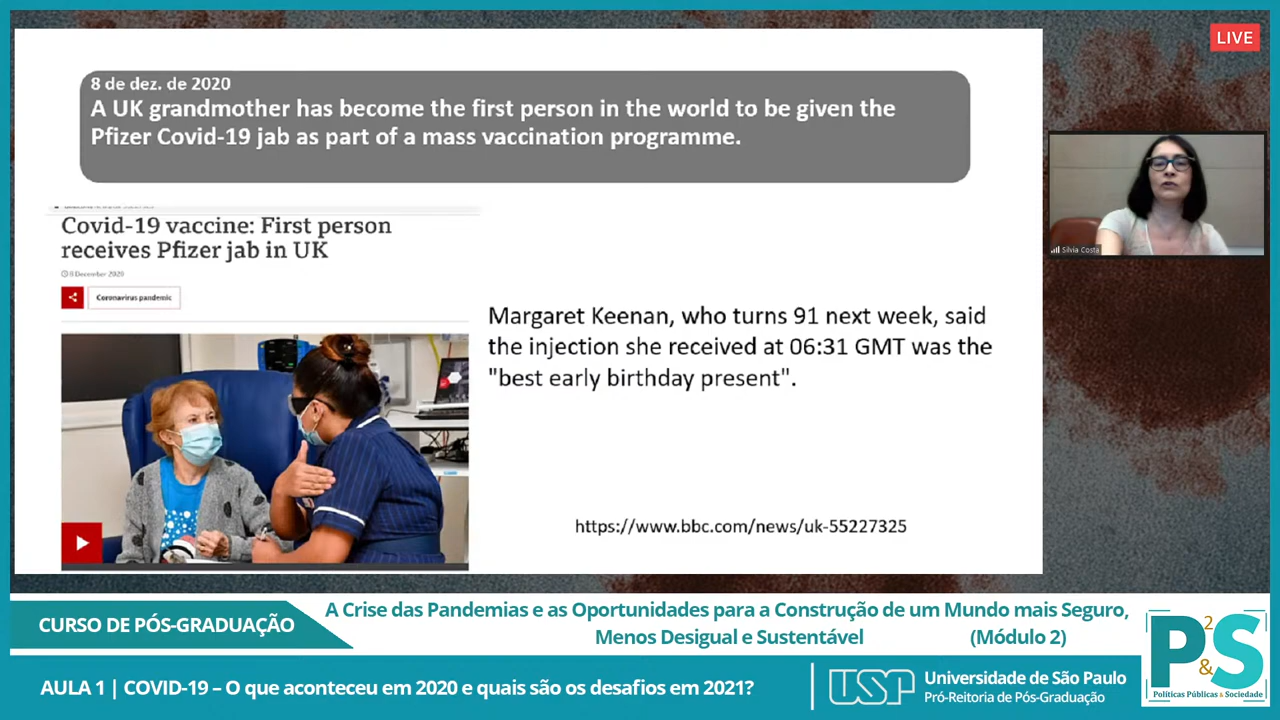 LIVE
8 de dez. de 2020
A UK grandmother has become the first person in the world to be given the
Pfizer Covid-19 jab as part of a mass vaccination programme.
Covid-19 vaccine: First person
receives Pfizer jab in UK
8 December 2020
Coronavirus pandemic
Margaret Keenan, who turns 91 next week, said
the injection she received at 06:31 GMT was the
"best early birthday present".
https://www.bbc.com/news/uk-55227325
Silvia Costa
CURSO DE PÓS-GRADUAÇÃO
A Crise das Pandemias e as Oportunidades para a Construção de um Mundo mais Seguro,
Menos Desigual e Sustentável (Módulo 2)
AULA 1 | COVID-19 – O que aconteceu em 2020 e quais são os desafios em 2021?
USP
Universidade de São Paulo
Pró-Reitoria de Pós-Graduação
P2&S
Políticas Públicas & Sociedade